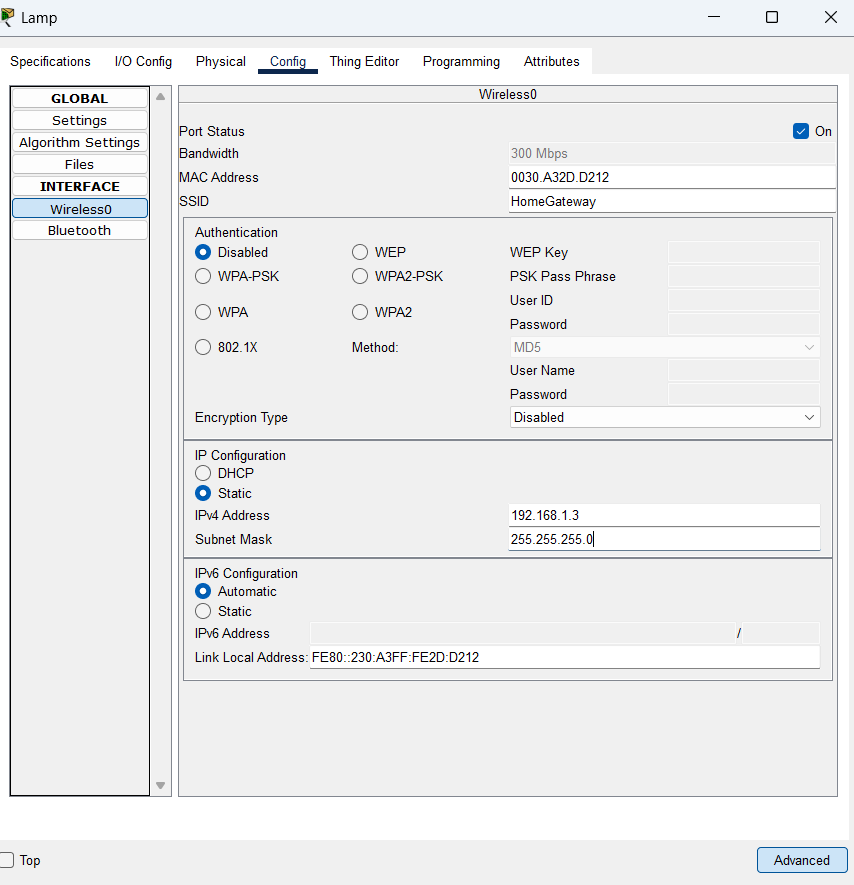 Lamp
Specifications I/O Config Physical Config Thing Editor Programming Attributes
GLOBAL
Settings
Algorithm Settings
Files
INTERFACE
Wireless0
Bluetooth
Wireless0
Port Status On
Bandwidth 300 Mbps
MAC Address 0030.A32D.D212
SSID HomeGateway
Authentication
Disabled WEP WEP Key
WPA-PSK WPA2-PSK PSK Pass Phrase
User ID
WPA WPA2
Password
802.1X Method: MD5
User Name
Password
Encryption Type Disabled
IP Configuration
DHCP
Static
IPv4 Address 192.168.1.3
Subnet Mask 255.255.255.0
IPv6 Configuration
Automatic
Static
IPv6 Address /
Link Local Address: FE80::230:A3FF:FE2D:D212
Top Advanced